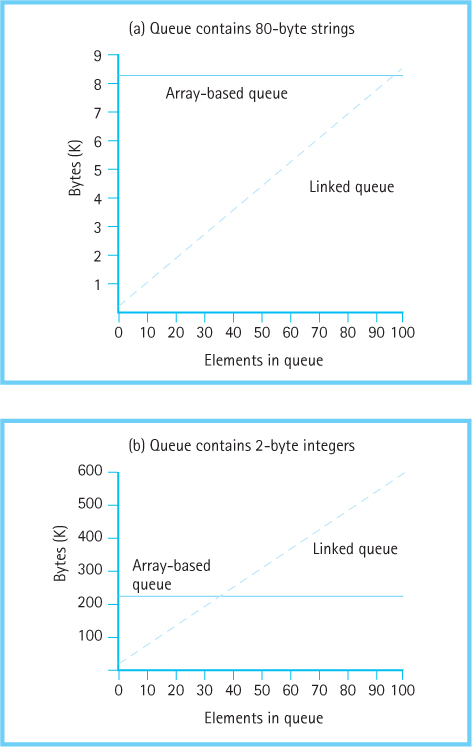 (a) Queue contains 80-byte strings
9
8
7
6
5
4
3
2
1
Bytes (K)
Array-based queue
Linked queue
0 10 20 30 40 50 60 70 80 90 100
Elements in queue
(b) Queue contains 2-byte integers
600
500
400
300
200
100
Bytes (K)
Linked queue
Array-based
queue
0 10 20 30 40 50 60 70 80 90 100
Elements in queue